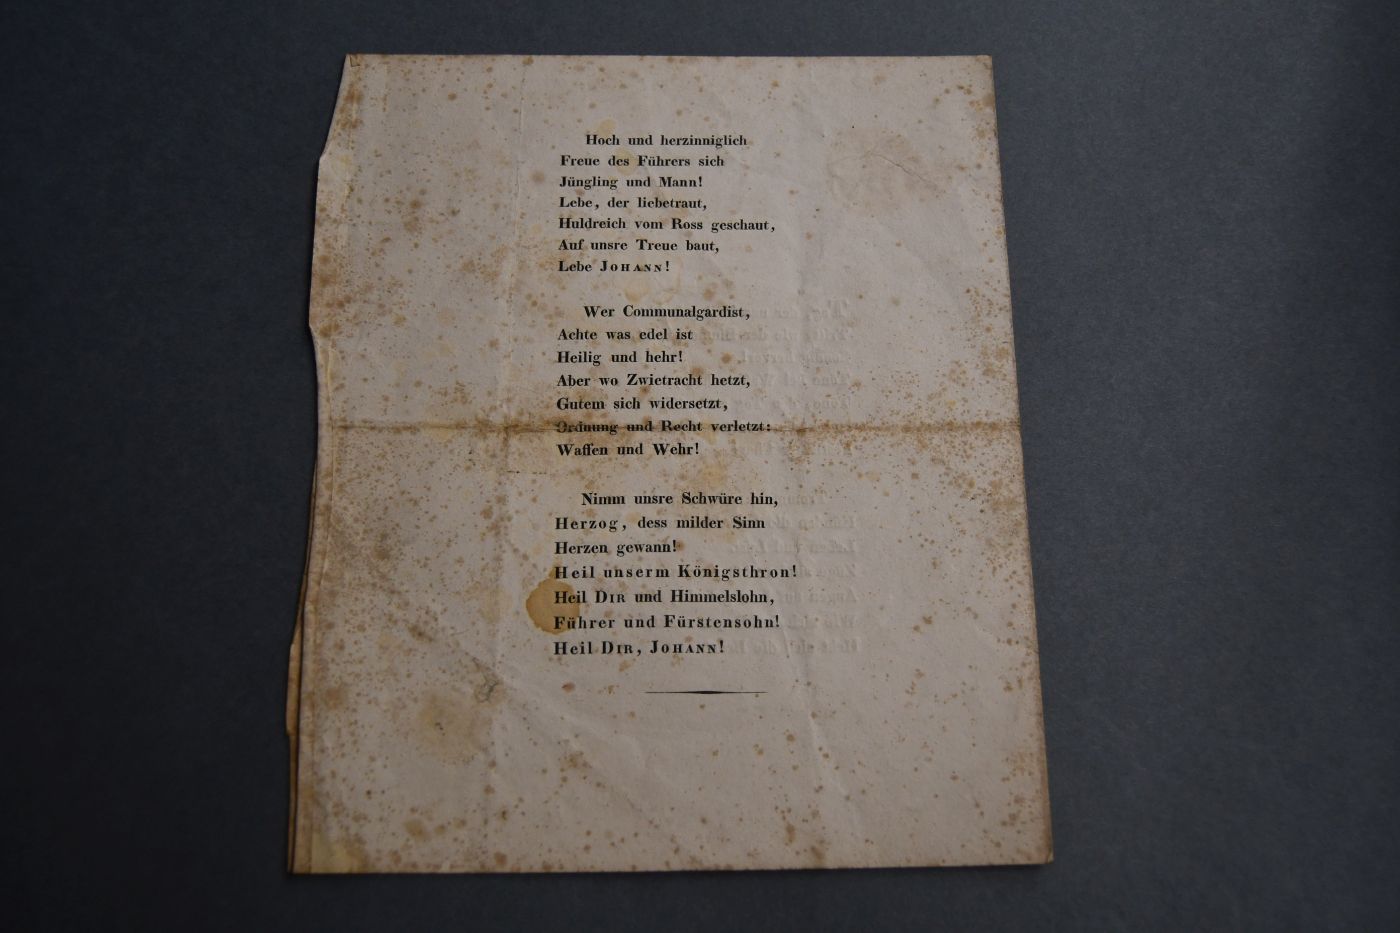 Hoch und herzinniglich
Freue des Führers sich
Jüngling und Mann!
Lebe, der liebetraut,
Huldreich vom Ross geschaut,
Auf unsre Treue baut,
Lebe JOHANN!
Wer Communalgardist,
Achte was edel ist
Heilig und hehr!
Aber wo Zwietracht hetzt,
Gutem sich widersetzt,
Ordnung und Recht verletzt:
Waffen und Wehr!
Nimm unsre Schwüre hin,
Herzog, dess milder Sinn
Herzen gewann!
Heil unserm Königsthron!
Heil DIR und Himmelslohn,
Führer und Fürstensohn!
Heil DIR, JOHANN!